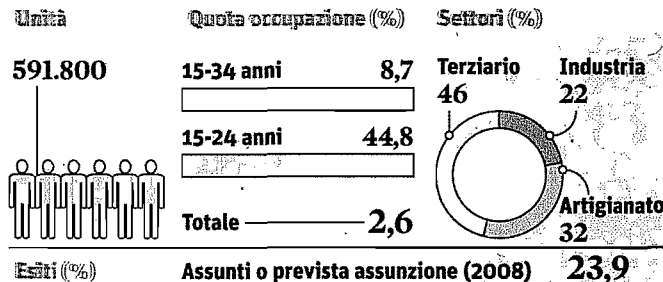 Unità
591.800
Quota occupazione (%)
15-34 anni 8,7
15-24 anni 44,8
Totale 2,6
Settori (%)
Terziario
46
Industria
22
Artigianato
32
Esiti (%) Assunti o prevista assunzione (2008) 23,9